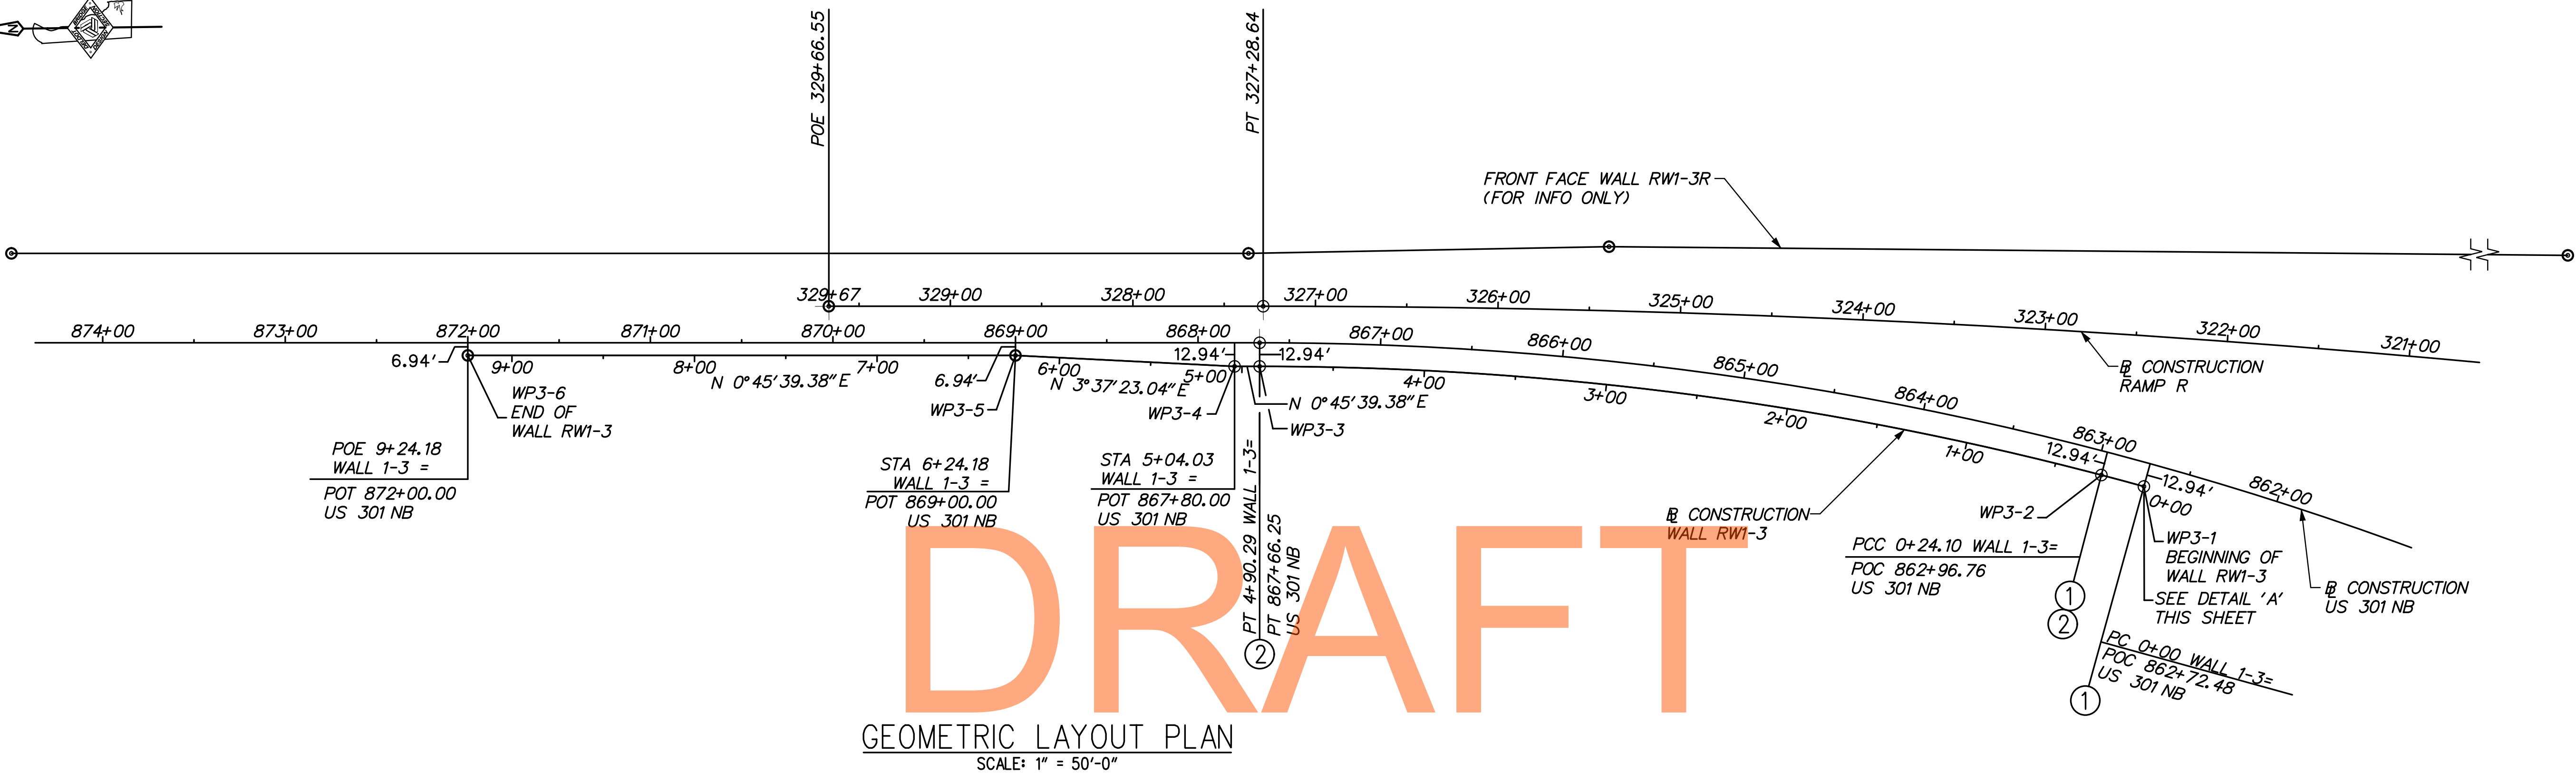 N
POE 329+66.55
PT 327+28.64
FRONT FACE WALL RW1-3R
(FOR INFO ONLY)
329+67
329+00
328+00
327+00
326+00
325+00
324+00
323+00
322+00
321+00
874+00
873+00
872+00
871+00
870+00
869+00
868+00
867+00
866+00
865+00
864+00
863+00
862+00
6.94'
6.94'
12.94'
12.94'
12.94'
12.94'
9+00
8+00
7+00
6+00
5+00
4+00
3+00
2+00
1+00
0+00
N 0°45'39.38"E
N 3°37'23.04"E
N 0°45'39.38"E
WP3-6
END OF
WALL RW1-3
WP3-5
WP3-4
WP3-3
WP3-2
WP3-1
BEGINNING OF
WALL RW1-3
SEE DETAIL 'A'
THIS SHEET
BL CONSTRUCTION
RAMP R
BL CONSTRUCTION
WALL RW1-3
BL CONSTRUCTION
US 301 NB
POE 9+24.18
WALL 1-3 =
POT 872+00.00
US 301 NB
STA 6+24.18
WALL 1-3 =
POT 869+00.00
US 301 NB
STA 5+04.03
WALL 1-3 =
POT 867+80.00
US 301 NB
PT 4+90.29 WALL 1-3=
PT 867+66.25
US 301 NB
2
PCC 0+24.10 WALL 1-3=
POC 862+96.76
US 301 NB
1
2
PC 0+00 WALL 1-3=
POC 862+72.48
US 301 NB
1
DRAFT
GEOMETRIC LAYOUT PLAN
SCALE: 1" = 50'-0"